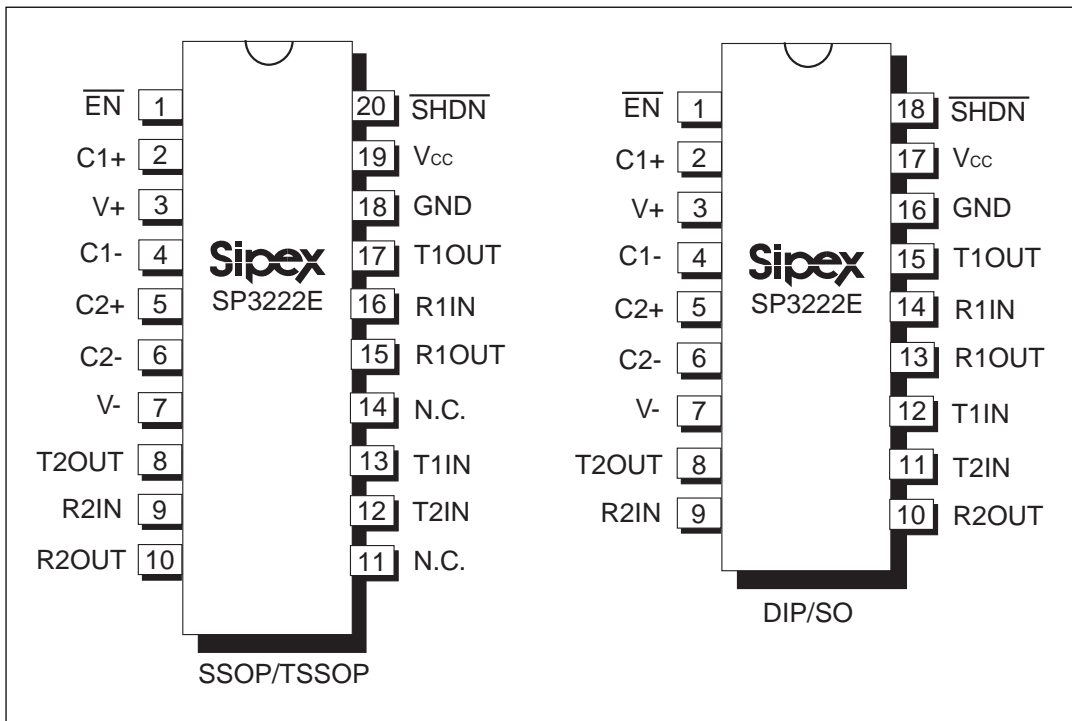 EN 1
C1+ 2
V+ 3
C1- 4
C2+ 5
C2- 6
V- 7
T2OUT 8
R2IN 9
R2OUT 10
Sipex
SP3222E
20 SHDN
19 Vcc
18 GND
17 T1OUT
16 R1IN
15 R1OUT
14 N.C.
13 T1IN
12 T2IN
11 N.C.
SSOP/TSSOP
EN 1
C1+ 2
V+ 3
C1- 4
C2+ 5
C2- 6
V- 7
T2OUT 8
R2IN 9
Sipex
SP3222E
18 SHDN
17 Vcc
16 GND
15 T1OUT
14 R1IN
13 R1OUT
12 T1IN
11 T2IN
10 R2OUT
DIP/SO